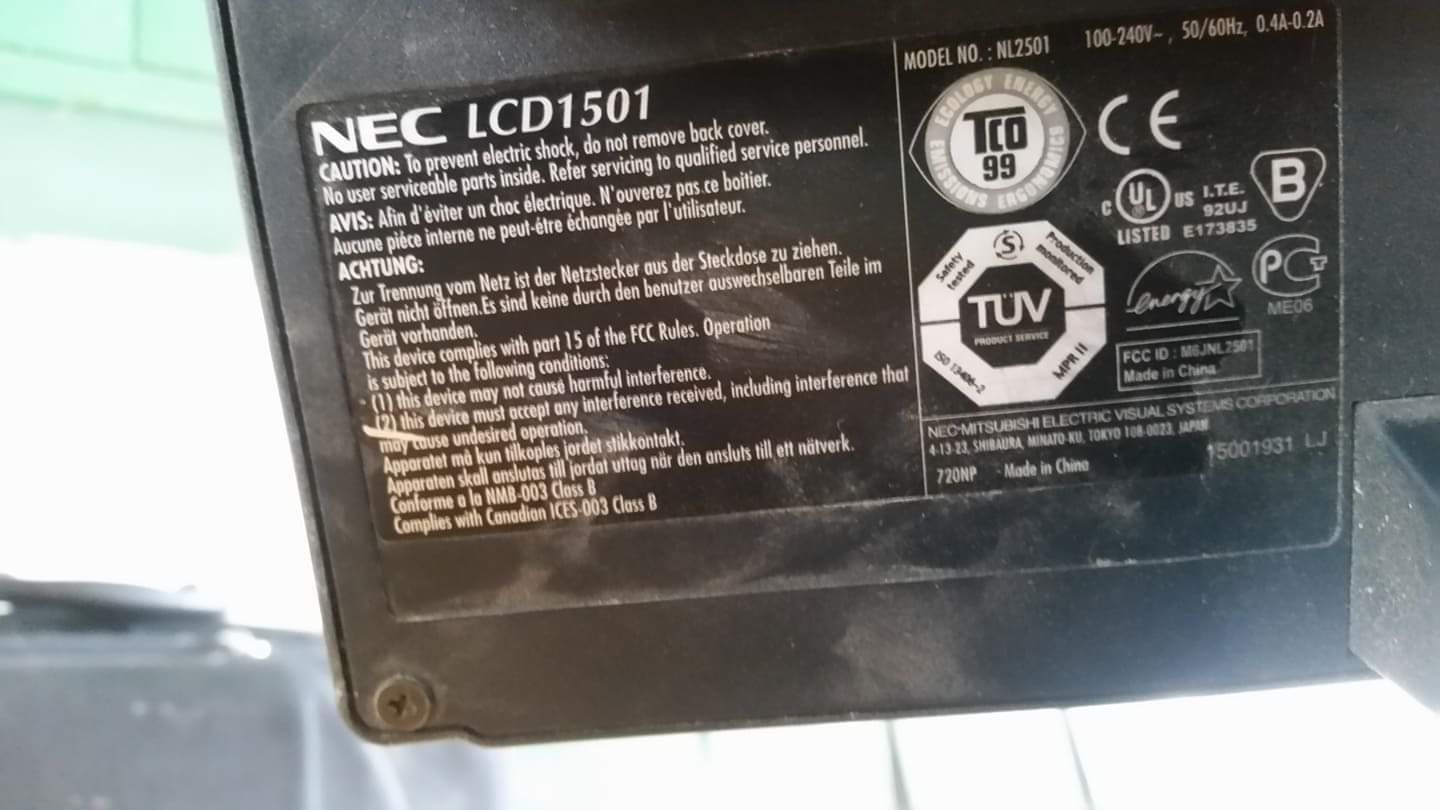 NEC LCD1501
CAUTION: To prevent electric shock, do not remove back cover.
No user serviceable parts inside. Refer servicing to qualified service personnel.
AVIS: Afin d'éviter un choc électrique. N'ouverez pas ce boitier.
Aucune piéce interne ne peut-étre échangée par l'utilisateur.
ACHTUNG:
Zur Trennung vom Netz ist der Netzstecker aus der Steckdose zu ziehen.
Gerät nicht öffnen.Es sind keine durch den benutzer auswechselbaren Teile im
Gerät vorhanden.
This device complies with part 15 of the FCC Rules. Operation
is subject to the following conditions:
(1) this device may not cause harmful interference.
(2) this device must accept any interference received, including interference that
may cause undesired operation.
Apparatet må kun tilkoples jordet stikkontakt.
Apparaten skall anslutas till jordat uttag när den ansluts till ett nätverk.
Conforme a la NMB-003 Class B
Complies with Canadian ICES-003 Class B
MODEL NO. : NL2501 100-240V~ , 50/60Hz, 0.4A-0.2A
ECOLOGY ENERGY
EMISSIONS ERGONOMICS
TCO
99
CE
C UL US I.T.E.
92UJ
LISTED E173835
B
Safety tested
S
Production monitored
TÜV
PRODUCT SERVICE
ISO 13406-2
MPR II
energy
PCT
ME06
FCC ID : M6JNL2501
Made in China
NEC-MITSUBISHI ELECTRIC VISUAL SYSTEMS CORPORATION
4-13-23, SHIBAURA, MINATO-KU, TOKYO 108-0023, JAPAN
720NP Made in China
15001931 LJ